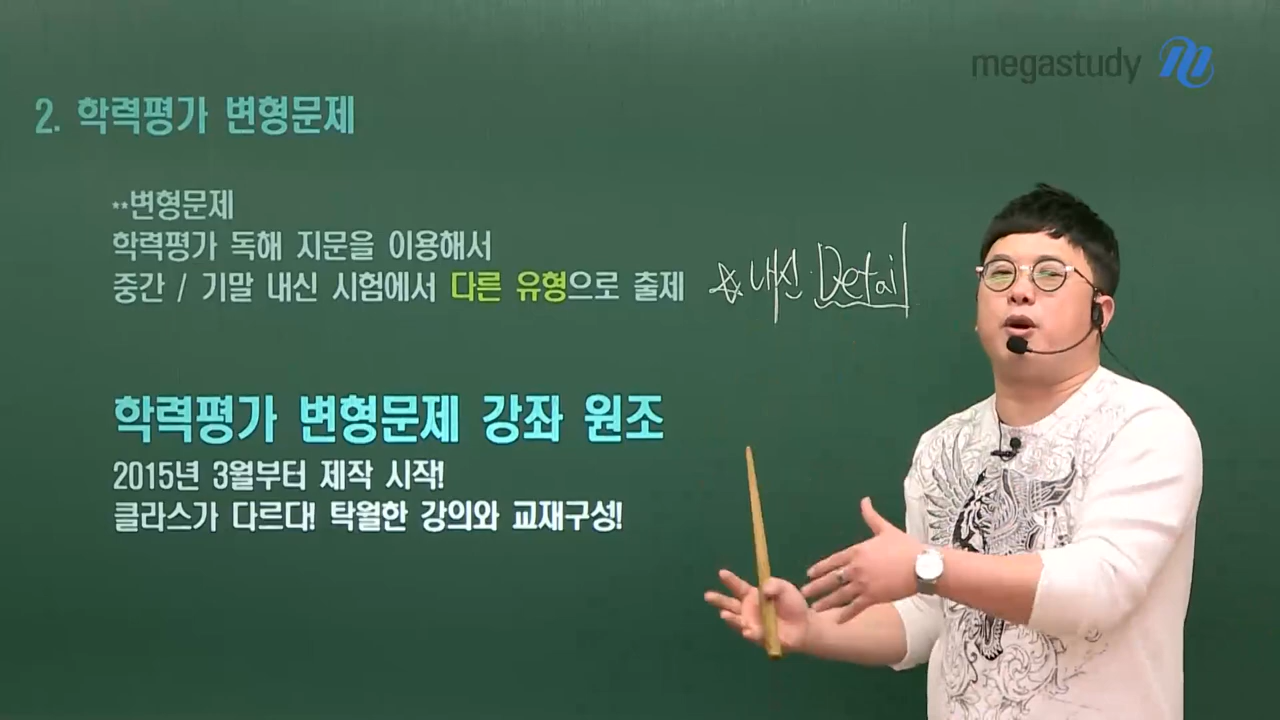 megastudy
2. 학력평가 변형문제
**변형문제
학력평가 독해 지문을 이용해서
중간 / 기말 내신 시험에서 다른 유형으로 출제
☆내신 Detail
학력평가 변형문제 강좌 원조
2015년 3월부터 제작 시작!
클라스가 다르다! 탁월한 강의와 교재구성!